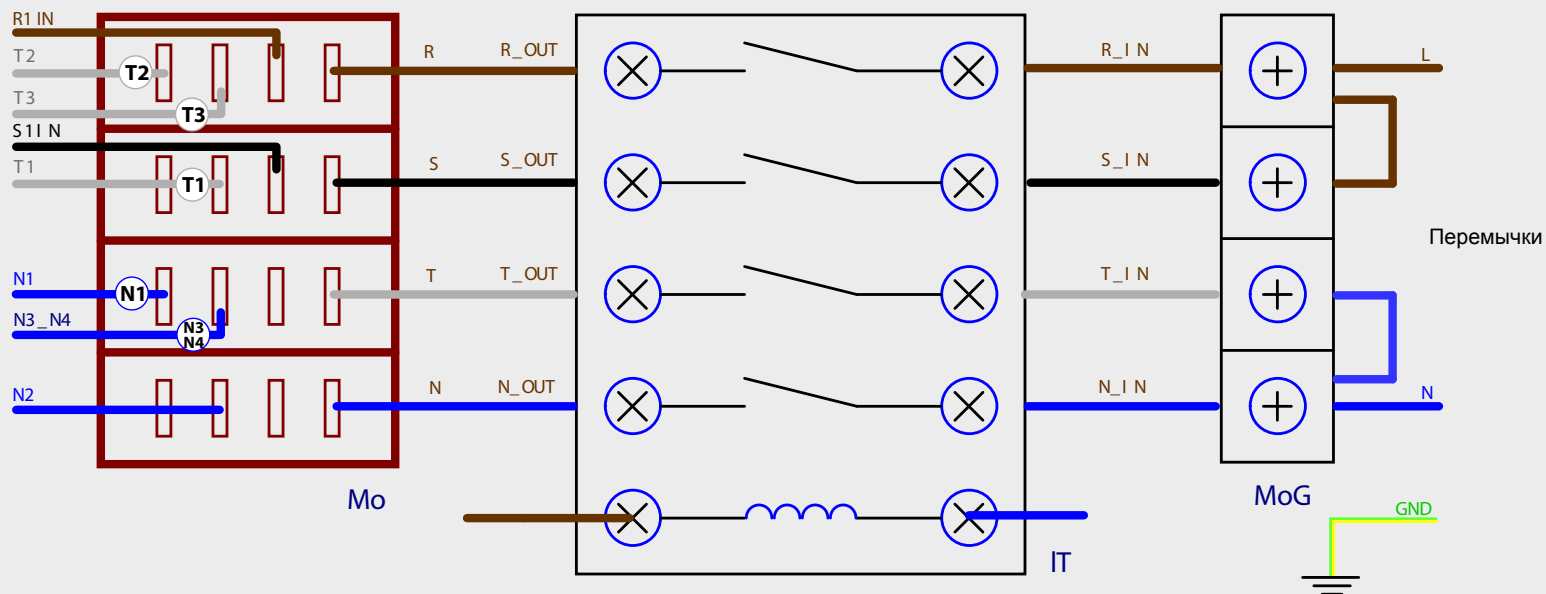 R1 IN
R R_OUT R_I N L
T2
T2
T3
T3
S1I N
S S_OUT S_I N
T1
T1
Перемычки
N1
N1
T T_OUT T_I N
N3_N4
N3
N4
N2
N N_OUT N_I N N
Mo
MoG
GND
IT